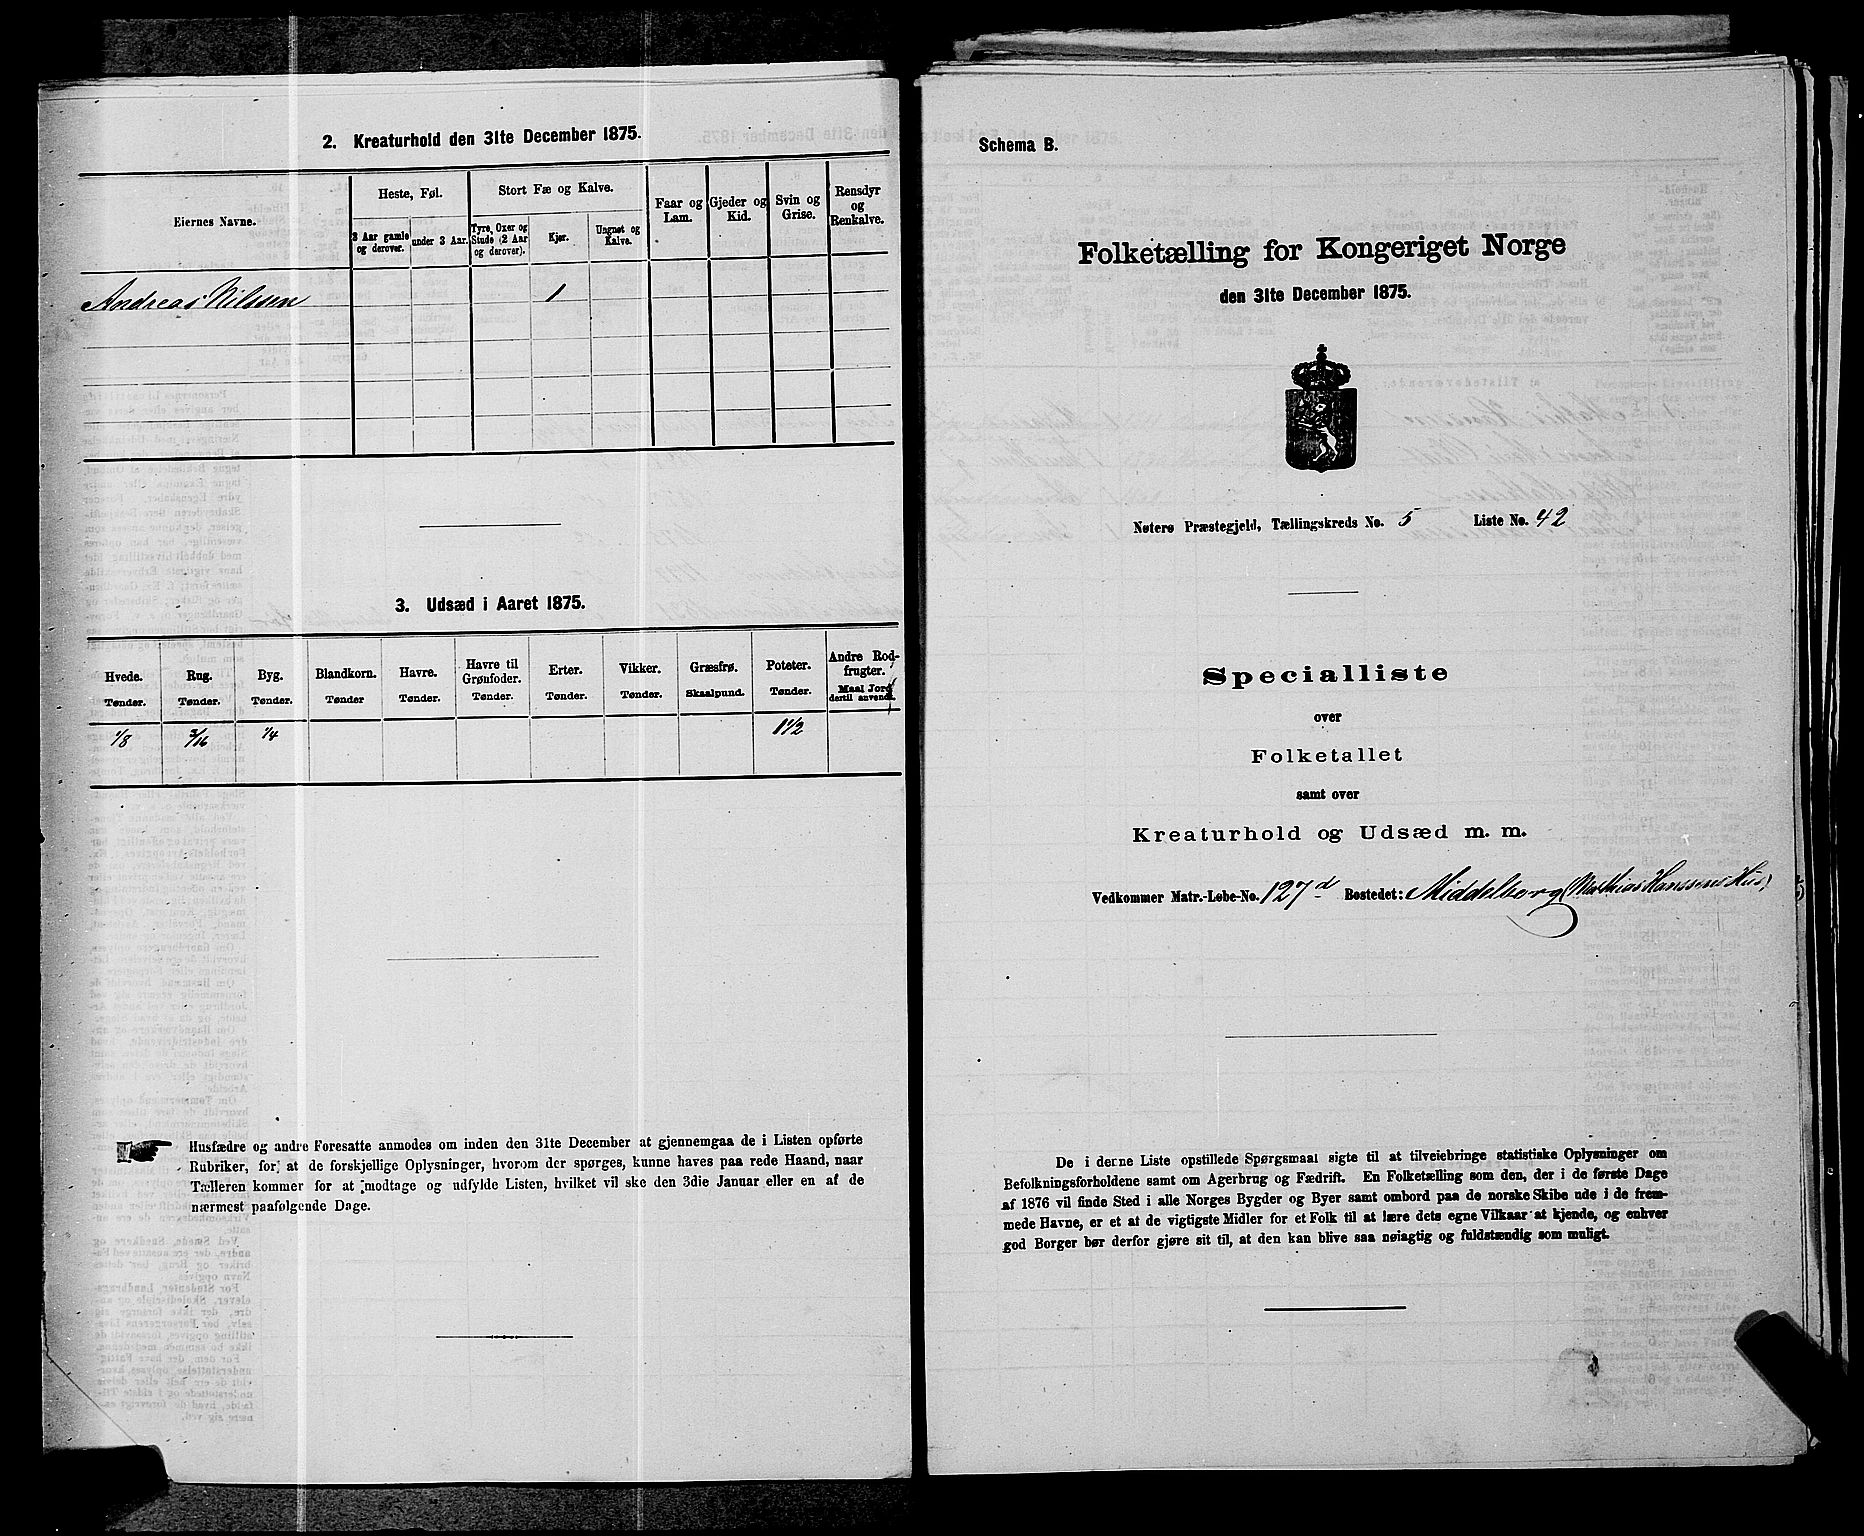 2. Kreaturhold den 31te December 1875.
Eiernes Navne.
Heste, Føl.
Stort Fæ og Kalve.
Faar og Lam.
Gjeder og Kid.
Svin og Grise.
Rensdyr og Renkalve.
3 Aar gamle og derover.
under 3 Aar.
Tyre, Oxer og Stude (2 Aar og derover).
Kjør.
Ungnøt og Kalve.
Andreas Nilssen 1
3. Udsæd i Aaret 1875.
Hvede. Rug. Byg. Blandkorn. Havre. Havre til Grønfoder. Erter. Vikker. Græsfrø. Poteter. Andre Rodfrugter.
Tønder. Tønder. Tønder. Tønder Tønder. Tønder. Tønder. Tønder. Skaalpund. Tønder. Maal Jord dertil anvendt.
1/8 3/16 1/4 1 1/2
Husfædre og andre Foresatte anmodes om inden den 31te December at gjennemgaa de i Listen opførte
Rubriker, for at de forskjellige Oplysninger, hvorom der spørges, kunne haves paa rede Haand, naar
Tælleren kommer for at modtage og udfylde Listen, hvilket vil ske den 3die Januar eller en af de
nærmest paafølgende Dage.
Schema B.
Folketælling for Kongeriget Norge
den 31te December 1875.
Nøterø Præstegjeld, Tællingskreds No. 5 Liste No. 42
Specialliste
over
Folketallet
samt over
Kreaturhold og Udsæd m. m.
Vedkommer Matr.-Løbe-No. 127d Bostedet: Middelborg (Mathias Hanssens Hus)
De i derne Liste opstillede Spørgsmaal sigte til at tilveiebringe statistiske Oplysninger om
Befolkningsforholdene samt om Agerbrug og Fædrift. En Folketælling som den, der i de første Dage
af 1876 vil finde Sted i alle Norges Bygder og Byer samt ombord paa de norske Skibe ude i de frem-
mede Havne, er et af de vigtigste Midler for et Folk til at lære dets egne Vilkaar at kjende, og enhver
god Borger bør derfor gjøre sit til, at den kan blive saa nøiagtig og fuldstændig som muligt.